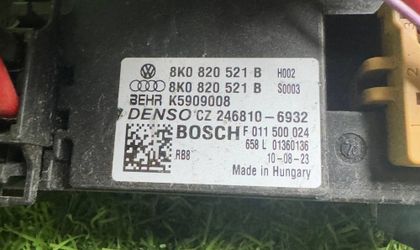 8K0 820 521 B H002
8K0 820 521 B S0003
BEHR K5909008
DENSO CZ 246810-6932
BOSCH F 011 500 024
658 L 01360136
RB8 10-08-23
Made in Hungary